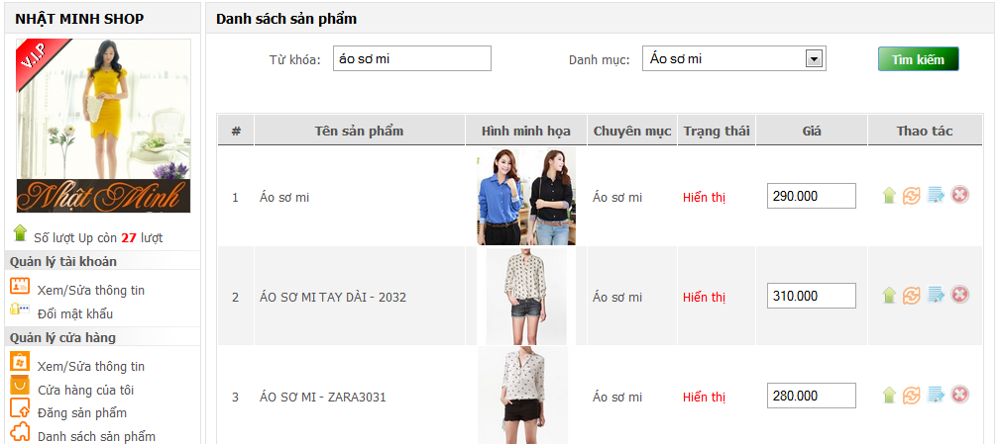 NHẬT MINH SHOP
V.I.P
Nhật Minh
Số lượt Up còn 27 lượt
Quản lý tài khoản
Xem/Sửa thông tin
Đổi mật khẩu
Quản lý cửa hàng
Xem/Sửa thông tin
Cửa hàng của tôi
Đăng sản phẩm
Danh sách sản phẩm
Danh sách sản phẩm
Từ khóa: áo sơ mi Danh mục: Áo sơ mi Tìm kiếm
# Tên sản phẩm Hình minh họa Chuyên mục Trạng thái Giá Thao tác
1 Áo sơ mi Áo sơ mi Hiển thị 290.000
2 ÁO SƠ MI TAY DÀI - 2032 Áo sơ mi Hiển thị 310.000
3 ÁO SƠ MI - ZARA3031 Áo sơ mi Hiển thị 280.000